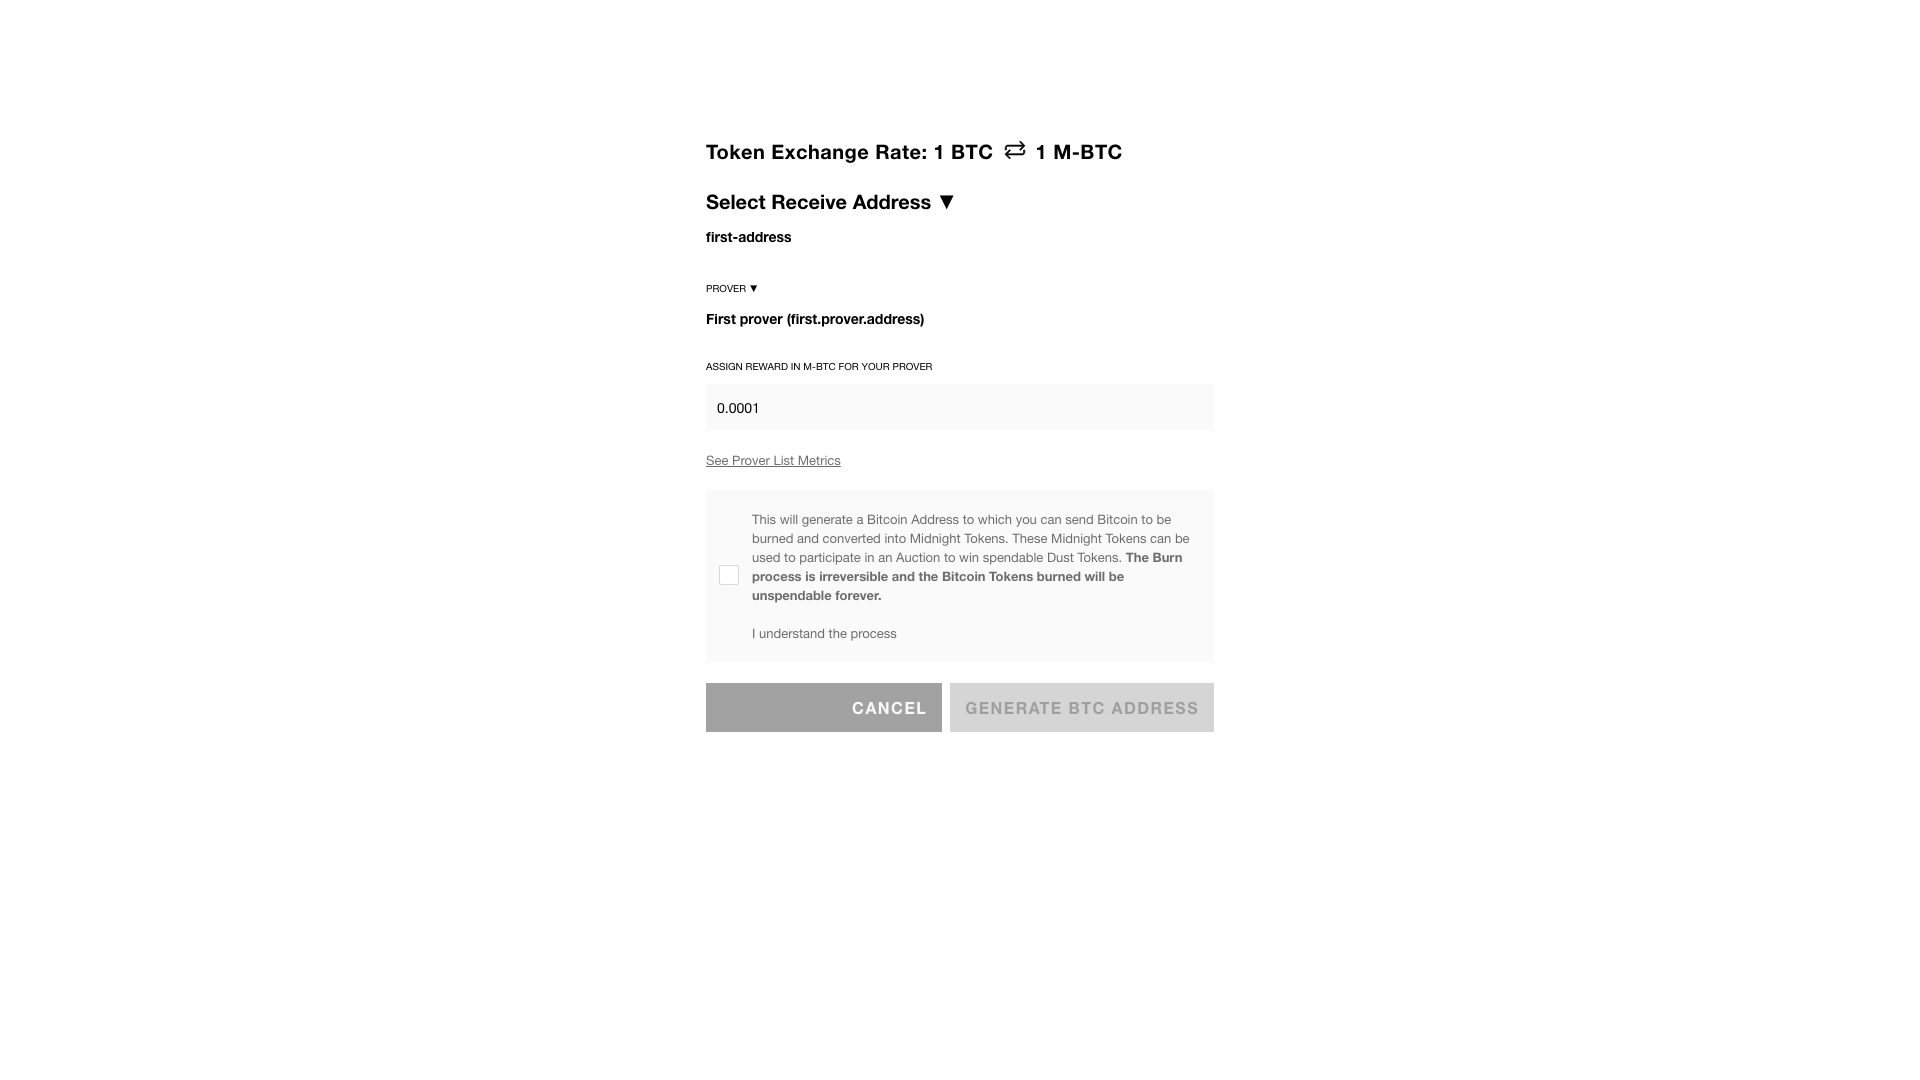 Token Exchange Rate: 1 BTC 1 M-BTC
Select Receive Address ▼
first-address
PROVER ▼
First prover (first.prover.address)
ASSIGN REWARD IN M-BTC FOR YOUR PROVER
0.0001
See Prover List Metrics
This will generate a Bitcoin Address to which you can send Bitcoin to be
burned and converted into Midnight Tokens. These Midnight Tokens can be
used to participate in an Auction to win spendable Dust Tokens. The Burn
process is irreversible and the Bitcoin Tokens burned will be
unspendable forever.
I understand the process
CANCEL
GENERATE BTC ADDRESS